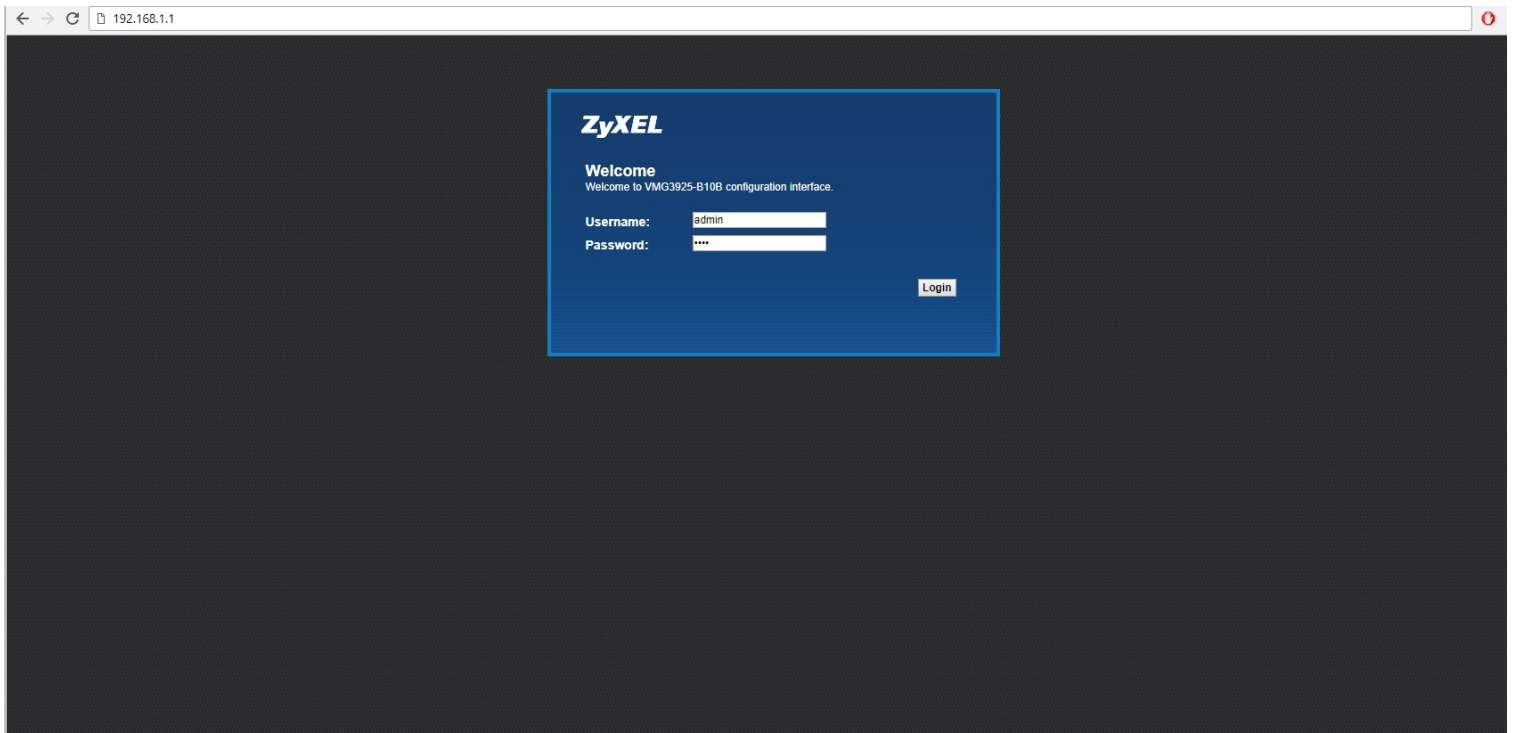 192.168.1.1
ZyXEL
Welcome
Welcome to VMG3925-B10B configuration interface.
Username: admin
Password: ••••
Login